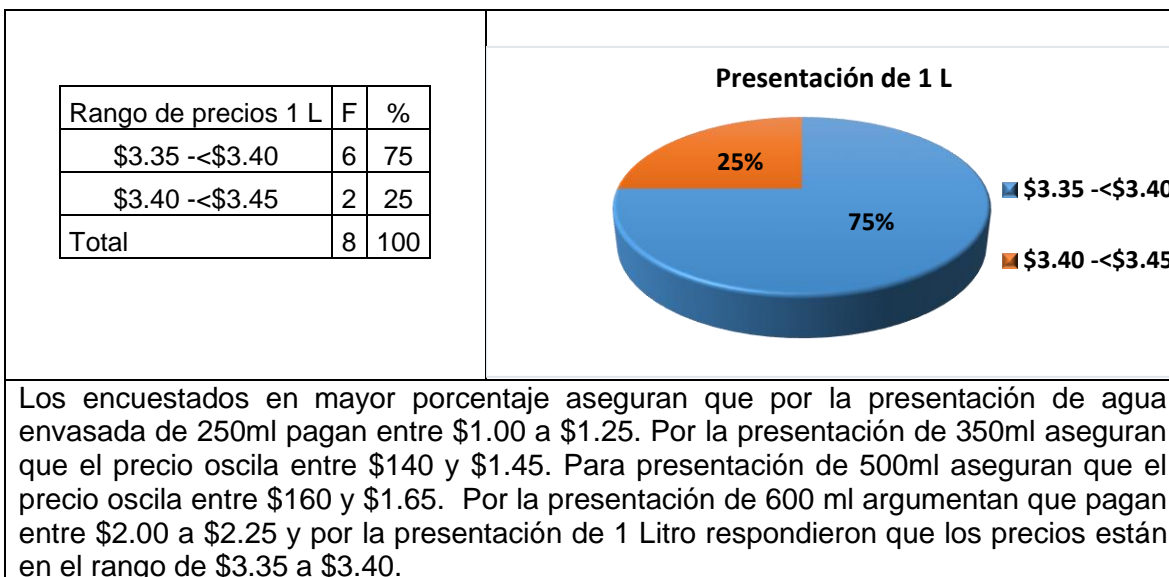 Rango de precios 1 L F %
$3.35 -<$3.40 6 75
$3.40 -<$3.45 2 25
Total 8 100
Presentación de 1 L
25%
75%
$3.35 -<$3.40
$3.40 -<$3.45
Los encuestados en mayor porcentaje aseguran que por la presentación de agua
envasada de 250ml pagan entre $1.00 a $1.25. Por la presentación de 350ml aseguran
que el precio oscila entre $140 y $1.45. Para presentación de 500ml aseguran que el
precio oscila entre $160 y $1.65. Por la presentación de 600 ml argumentan que pagan
entre $2.00 a $2.25 y por la presentación de 1 Litro respondieron que los precios están
en el rango de $3.35 a $3.40.